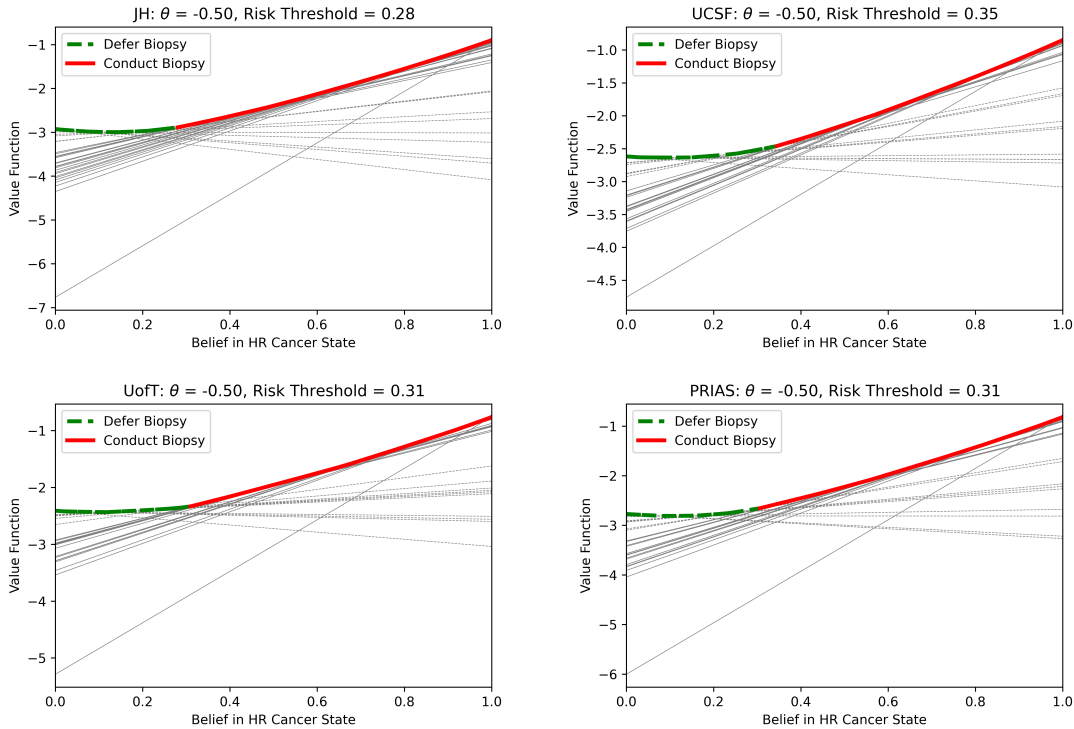 JH: θ = -0.50, Risk Threshold = 0.28
Defer Biopsy
Conduct Biopsy
−1
−2
−3
−4
−5
−6
−7
Value Function
0.0 0.2 0.4 0.6 0.8 1.0
Belief in HR Cancer State
UCSF: θ = -0.50, Risk Threshold = 0.35
Defer Biopsy
Conduct Biopsy
−1.0
−1.5
−2.0
−2.5
−3.0
−3.5
−4.0
−4.5
Value Function
0.0 0.2 0.4 0.6 0.8 1.0
Belief in HR Cancer State
UofT: θ = -0.50, Risk Threshold = 0.31
Defer Biopsy
Conduct Biopsy
−1
−2
−3
−4
−5
Value Function
0.0 0.2 0.4 0.6 0.8 1.0
Belief in HR Cancer State
PRIAS: θ = -0.50, Risk Threshold = 0.31
Defer Biopsy
Conduct Biopsy
−1
−2
−3
−4
−5
−6
Value Function
0.0 0.2 0.4 0.6 0.8 1.0
Belief in HR Cancer State